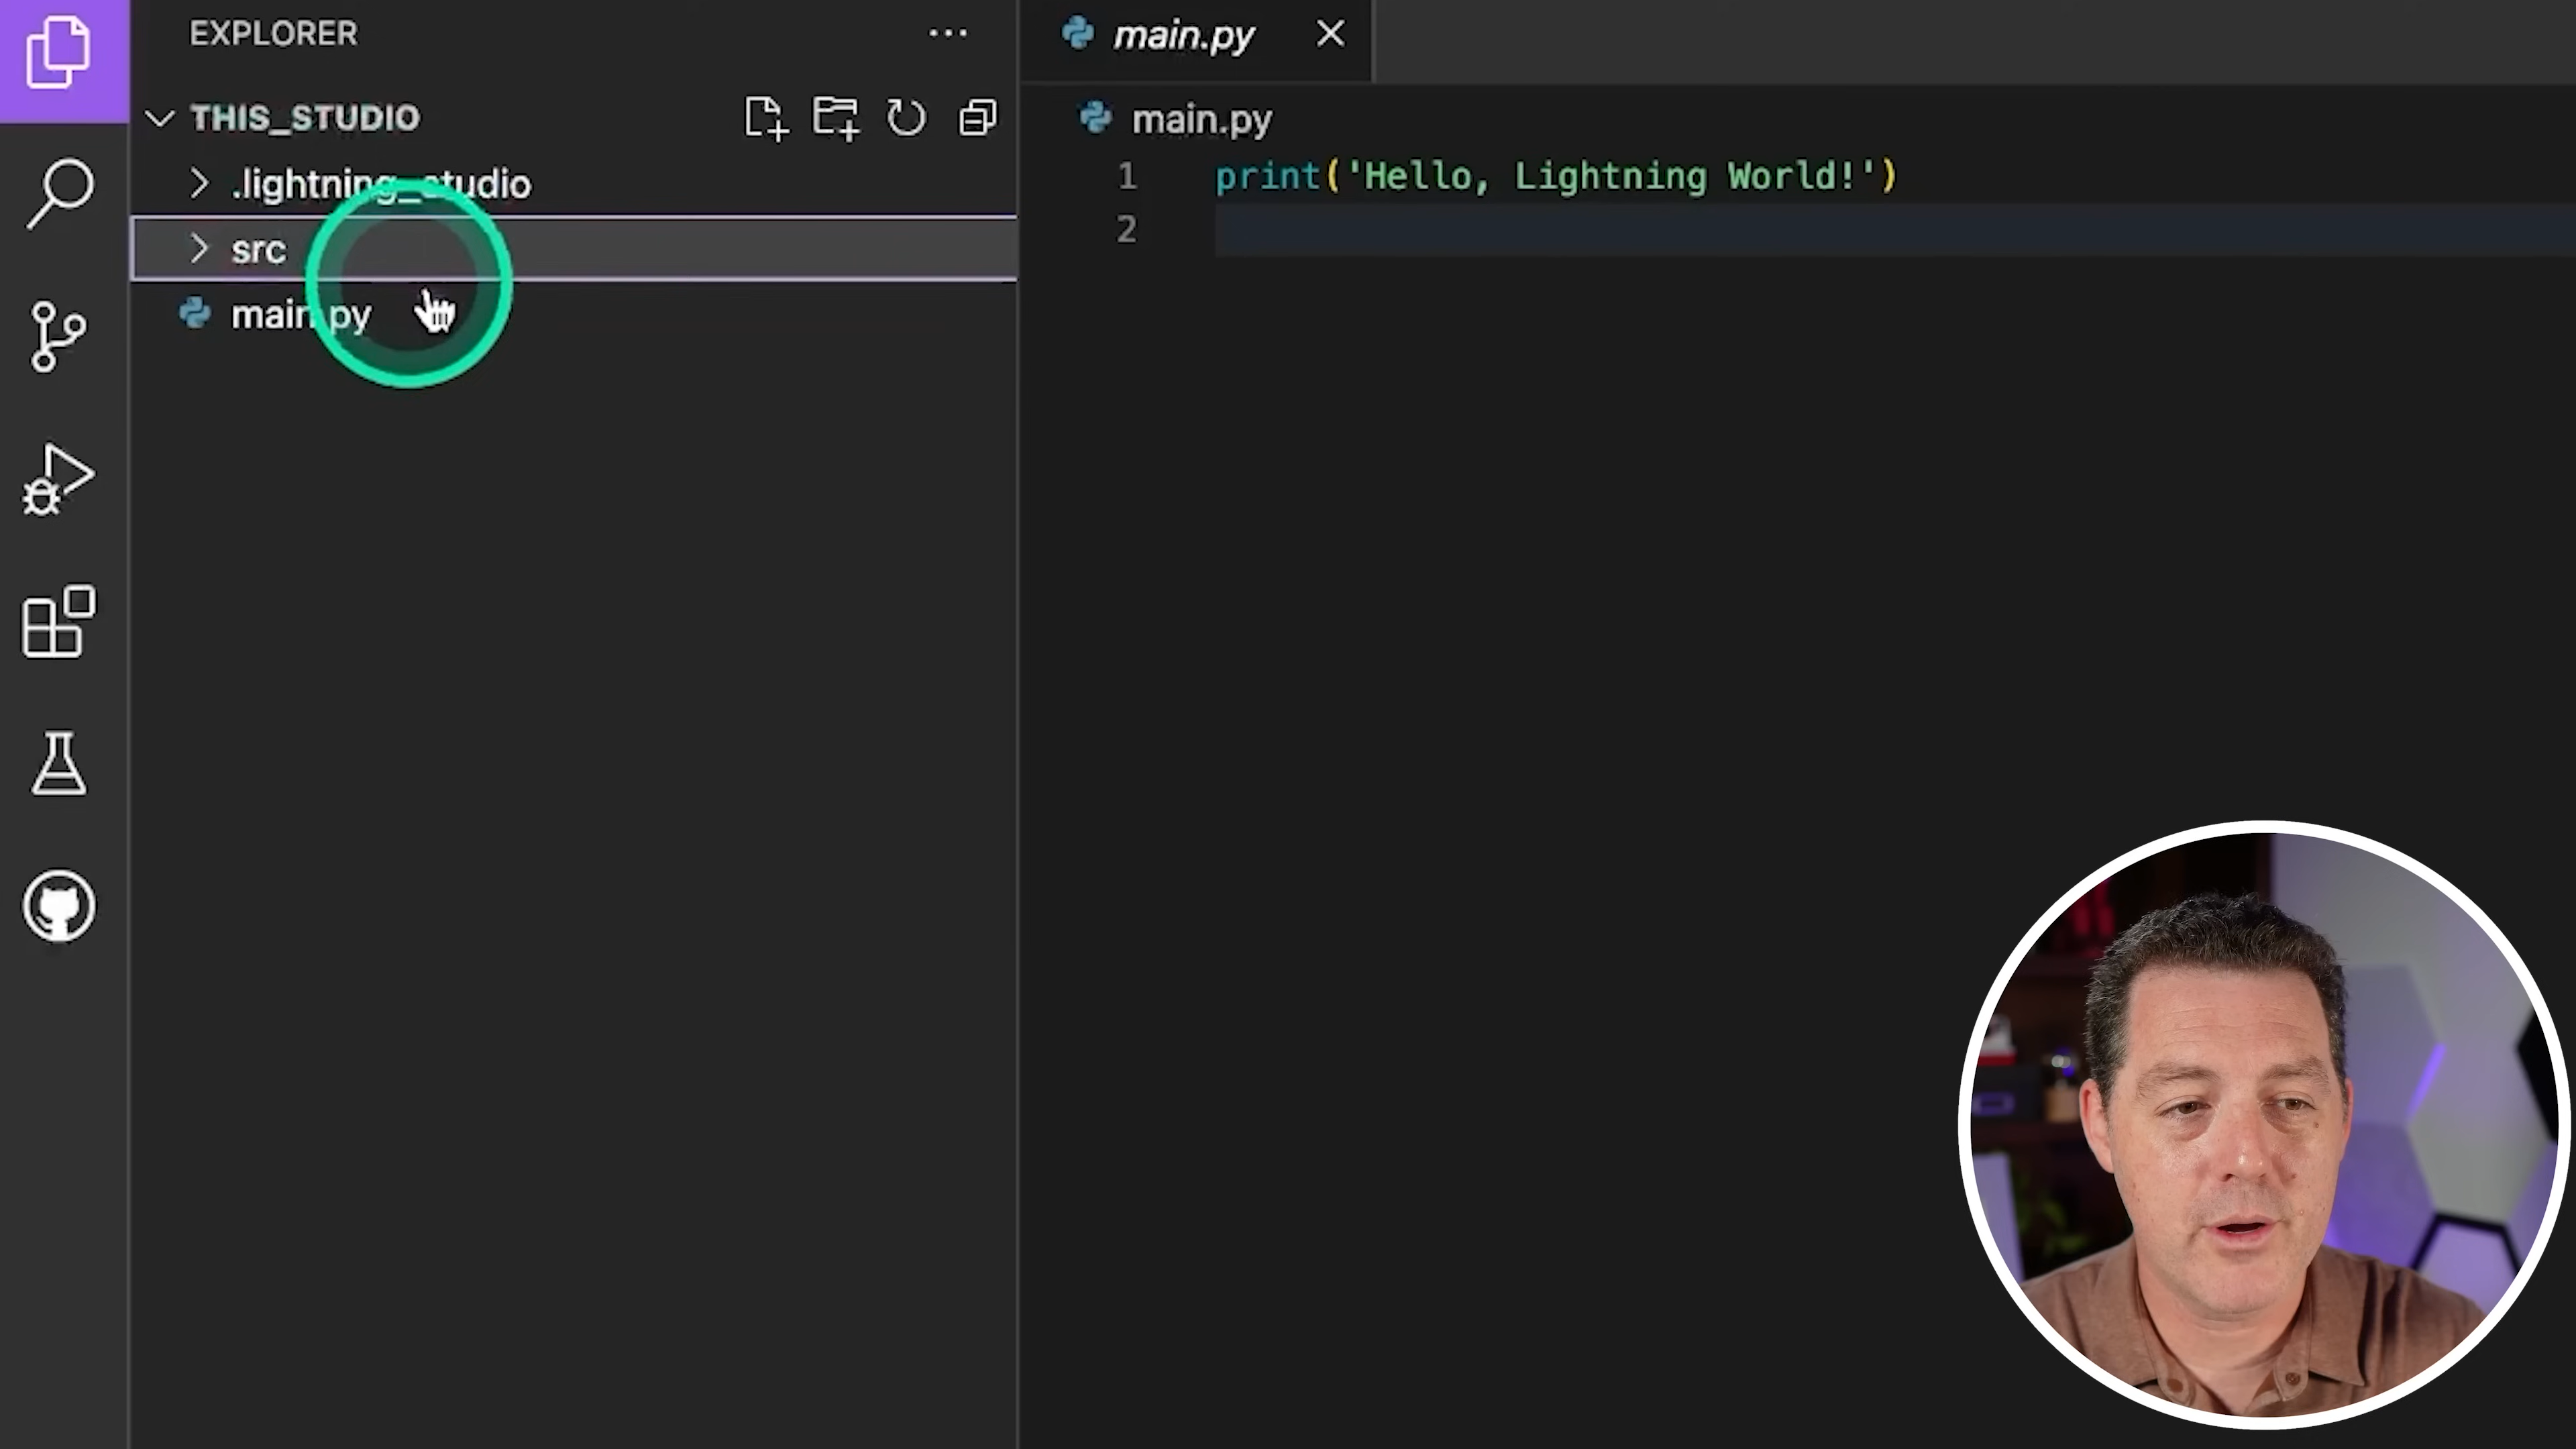 EXPLORER
THIS_STUDIO
.lightning_studio
src
main.py
main.py
main.py
1 print('Hello, Lightning World!')
2